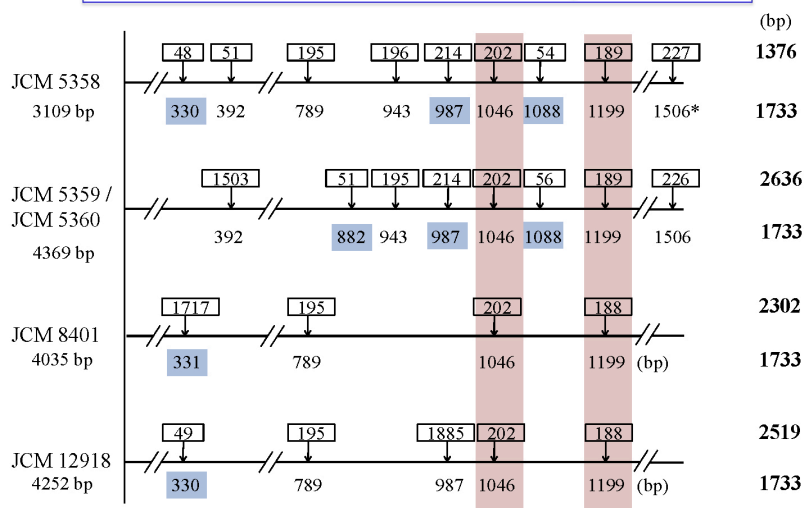 (bp)
48 51 195 196 214 202 54 189 227 1376
JCM 5358
3109 bp 330 392 789 943 987 1046 1088 1199 1506* 1733
1503 51 195 214 202 56 189 226 2636
JCM 5359 /
JCM 5360
392 882 943 987 1046 1088 1199 1506 1733
4369 bp
1717 195 202 188 2302
JCM 8401
4035 bp 331 789 1046 1199 (bp) 1733
49 195 1885 202 188 2519
JCM 12918
4252 bp 330 789 987 1046 1199 (bp) 1733